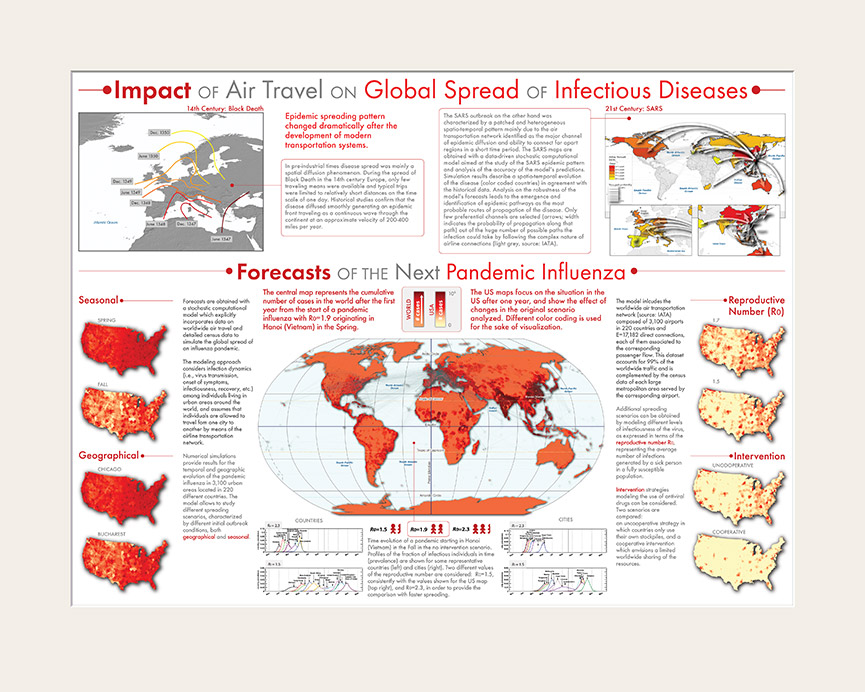 Impact OF Air Travel ON Global Spread OF Infectious Diseases
14th Century: Black Death
Dec. 1350
June 1350
Dec. 1349
June 1349
Dec. 1348
June 1348
Dec. 1347
June 1347
Atlantic Ocean
Epidemic spreading pattern
changed dramatically after the
development of modern
transportation systems.
In pre-industrial times disease spread was mainly a
spatial diffusion phenomenon. During the spread of
Black Death in the 14th century Europe, only few
traveling means were available and typical trips
were limited to relatively short distances on the time
scale of one day. Historical studies confirm that the
disease diffused smoothly generating an epidemic
front traveling as a continuous wave through the
continent at an approximate velocity of 200-400
miles per year.
The SARS outbreak on the other hand was
characterized by a patched and heterogeneous
spatio-temporal pattern mainly due to the air
transportation network identified as the major channel
of epidemic diffusion and ability to connect far apart
regions in a short time period. The SARS maps are
obtained with a data-driven stochastic computational
model aimed at the study of the SARS epidemic pattern
and analysis of the accuracy of the model's predictions.
Simulation results describe a spatio-temporal evolution
of the disease (color coded countries) in agreement with
the historical data. Analysis on the robustness of the
model's forecasts leads to the emergence and
identification of epidemic pathways as the most
probable routes of propagation of the disease. Only
few preferential channels are selected (arrows; width
indicates the probability of propagation along that
path) out of the huge number of possible paths the
infection could take by following the complex nature of
airline connections (light grey, source: IATA).
21st Century: SARS
Forecasts OF THE Next Pandemic Influenza
Seasonal
SPRING
FALL
Geographical
CHICAGO
BUCHAREST
Forecasts are obtained with
a stochastic computational
model which explicitly
incorporates data on
worldwide air travel and
detailed census data to
simulate the global spread of
an influenza pandemic.
The modeling approach
considers infection dynamics
(i.e., virus transmission,
onset of symptoms,
infectiousness, recovery, etc.)
among individuals living in
urban areas around the
world, and assumes that
individuals are allowed to
travel from one city to
another by means of the
airline transportation
network.
Numerical simulations
provide results for the
temporal and geographic
evolution of the pandemic
influenza in 3,100 urban
areas located in 220
different countries. The
model allows to study
different spreading
scenarios, characterized
by different initial outbreak
conditions, both
geographical and seasonal.
The central map represents the cumulative
number of cases in the world after the first
year from the start of a pandemic
influenza with R0=1.9 originating in
Hanoi (Vietnam) in the Spring.
WORLD
# CASES
USA
# CASES
0
The US maps focus on the situation in the
US after one year, and show the effect of
changes in the original scenario
analyzed. Different color coding is used
for the sake of visualization.
COUNTRIES
R0=1.5
R0=1.9
R0=2.3
CITIES
Time evolution of a pandemic starting in Hanoi
(Vietnam) in the Fall in the no intervention scenario.
Profiles of the fraction of infectious individuals in time
(prevalence) are shown for some representative
countries (left) and cities (right). Two different values
of the reproductive number are considered: R0=1.5,
consistently with the values shown for the US map
(top right), and R0=2.3, in order to provide the
comparison with faster spreading.
The model inlcudes the
worldwide air transportation
network (source: IATA)
composed of 3,100 airports
in 220 countries and
E=17,182 direct connections,
each of them associated to
the corresponding
passenger flow. This dataset
accounts for 99% of the
worldwide traffic and is
complemented by the census
data of each large
metropolitan area served by
the corresponding airport.
Additional spreading
scenarios can be obtained
by modeling different levels
of infectiousness of the virus,
as expressed in terms of the
reproductive number R0,
representing the average
number of infections
generated by a sick person
in a fully susceptible
population.
Intervention strategies
modeling the use of antiviral
drugs can be considered.
Two scenarios are
compared:
an uncooperative strategy in
which countries only use
their own stockpiles, and a
cooperative intervention
which envisions a limited
worldwide sharing of the
resources.
Reproductive
Number (R0)
1.7
1.5
Intervention
UNCOOPERATIVE
COOPERATIVE